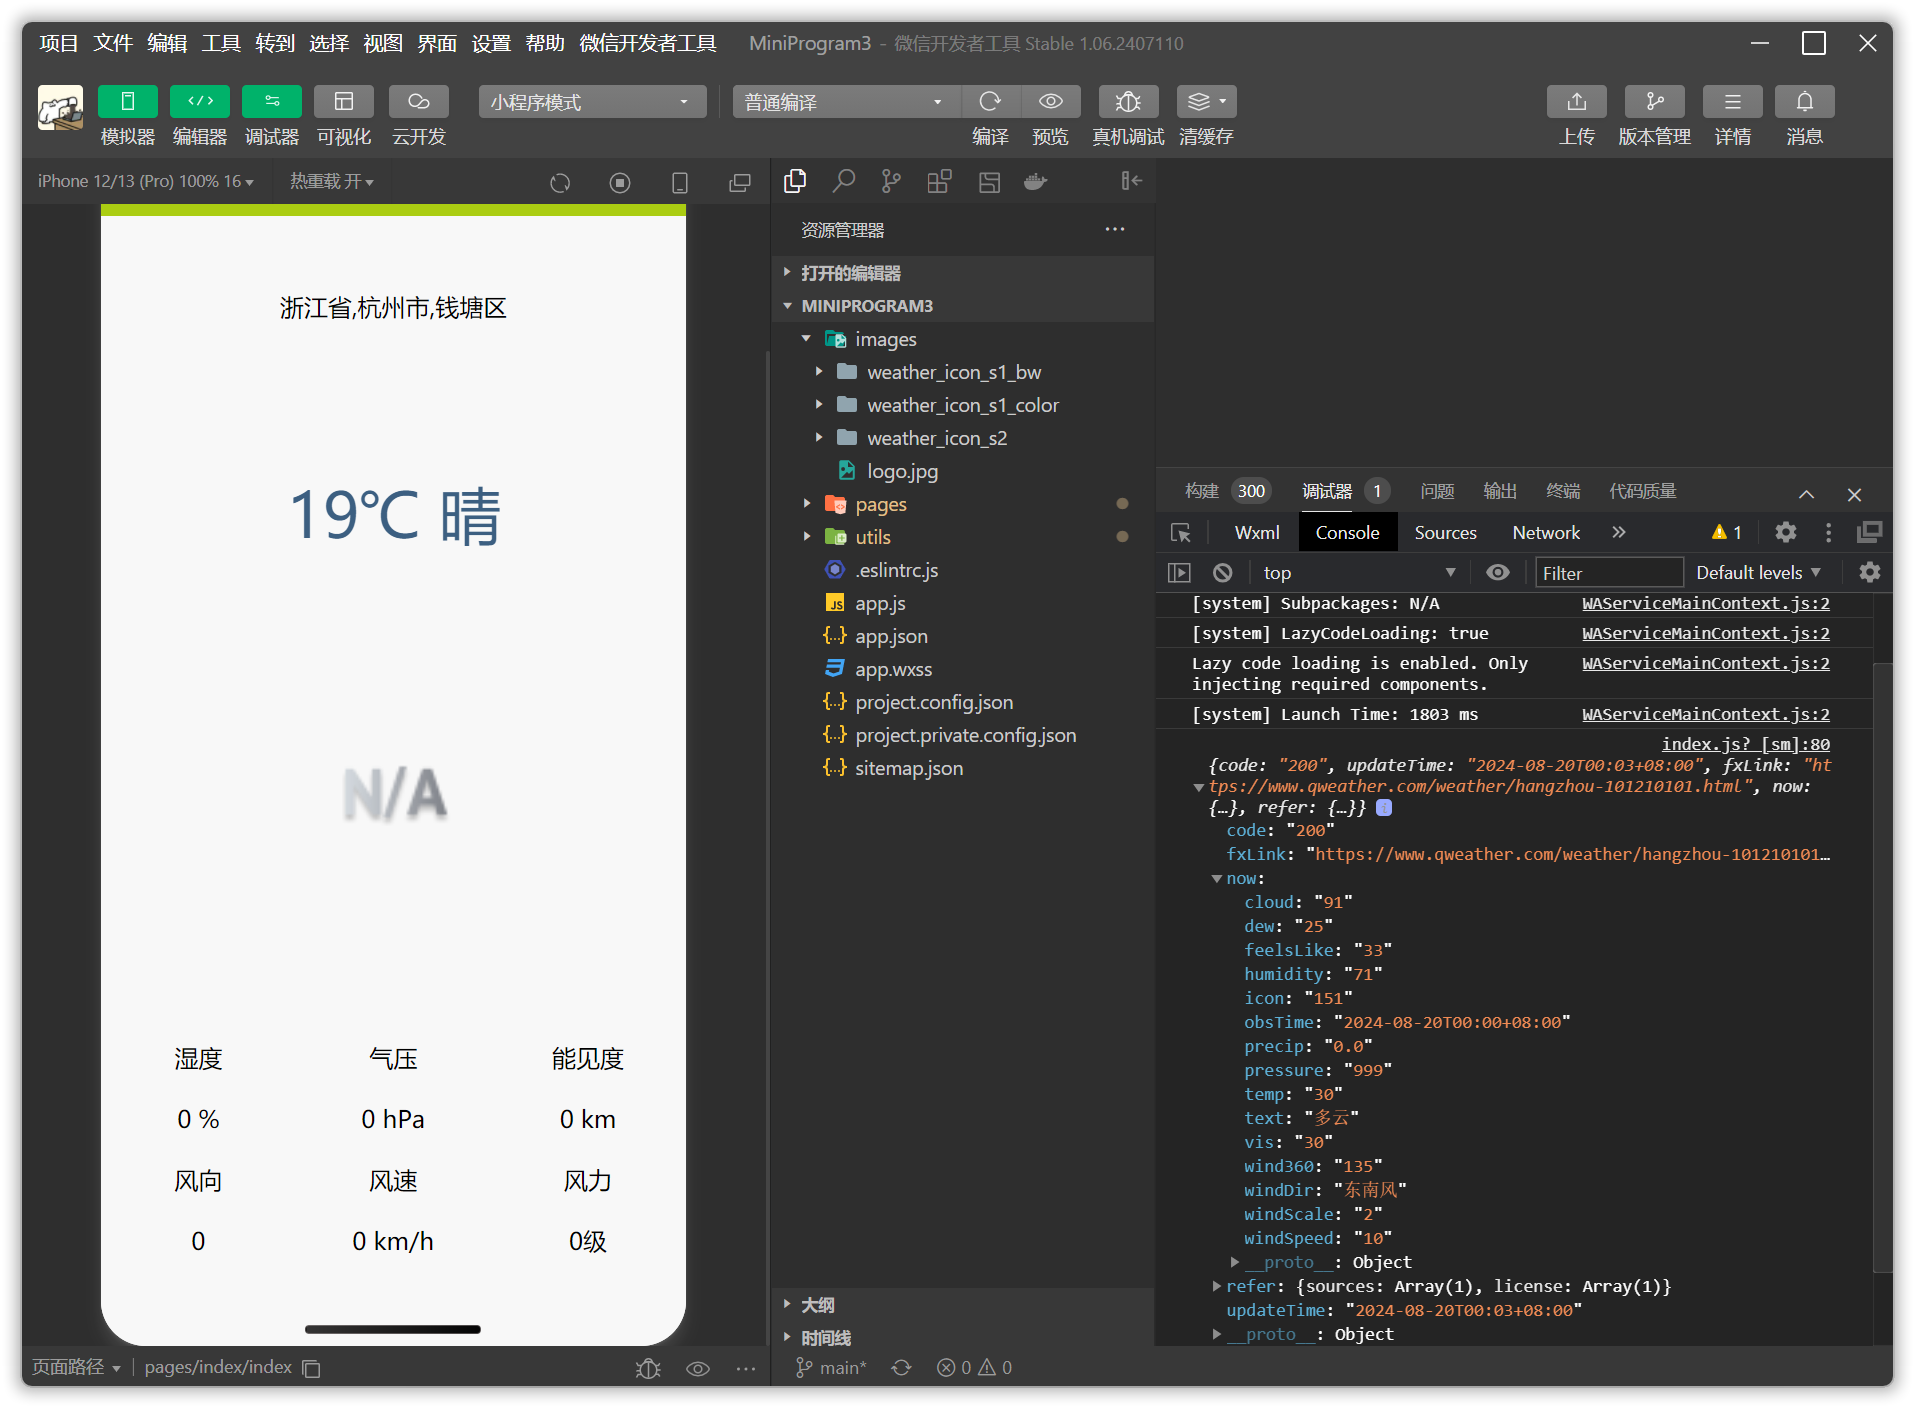 项目 文件 编辑 工具 转到 选择 视图 界面 设置 帮助 微信开发者工具 MiniProgram3 - 微信开发者工具 Stable 1.06.2407110
小程序模式 普通编译
模拟器 编辑器 调试器 可视化 云开发 编译 预览 真机调试 清缓存 上传 版本管理 详情 消息
iPhone 12/13 (Pro) 100% 16 热重载 开
浙江省,杭州市,钱塘区
19℃ 晴
N/A
湿度 气压 能见度
0 % 0 hPa 0 km
风向 风速 风力
0 0 km/h 0级
页面路径 pages/index/index
资源管理器
打开的编辑器
MINIPROGRAM3
images
weather_icon_s1_bw
weather_icon_s1_color
weather_icon_s2
logo.jpg
pages
utils
.eslintrc.js
JS app.js
{..} app.json
app.wxss
{..} project.config.json
{..} project.private.config.json
{..} sitemap.json
大纲
时间线
main* 0 0
构建 300 调试器 1 问题 输出 终端 代码质量
Wxml Console Sources Network 1
top Filter Default levels
[system] Subpackages: N/A WAServiceMainContext.js:2
[system] LazyCodeLoading: true WAServiceMainContext.js:2
Lazy code loading is enabled. Only WAServiceMainContext.js:2
injecting required components.
[system] Launch Time: 1803 ms WAServiceMainContext.js:2
index.js? [sm]:80
{code: "200", updateTime: "2024-08-20T00:03+08:00", fxLink: "ht
tps://www.qweather.com/weather/hangzhou-101210101.html", now:
{…}, refer: {…}}
code: "200"
fxLink: "https://www.qweather.com/weather/hangzhou-101210101…
now:
cloud: "91"
dew: "25"
feelsLike: "33"
humidity: "71"
icon: "151"
obsTime: "2024-08-20T00:00+08:00"
precip: "0.0"
pressure: "999"
temp: "30"
text: "多云"
vis: "30"
wind360: "135"
windDir: "东南风"
windScale: "2"
windSpeed: "10"
__proto__: Object
refer: {sources: Array(1), license: Array(1)}
updateTime: "2024-08-20T00:03+08:00"
__proto__: Object